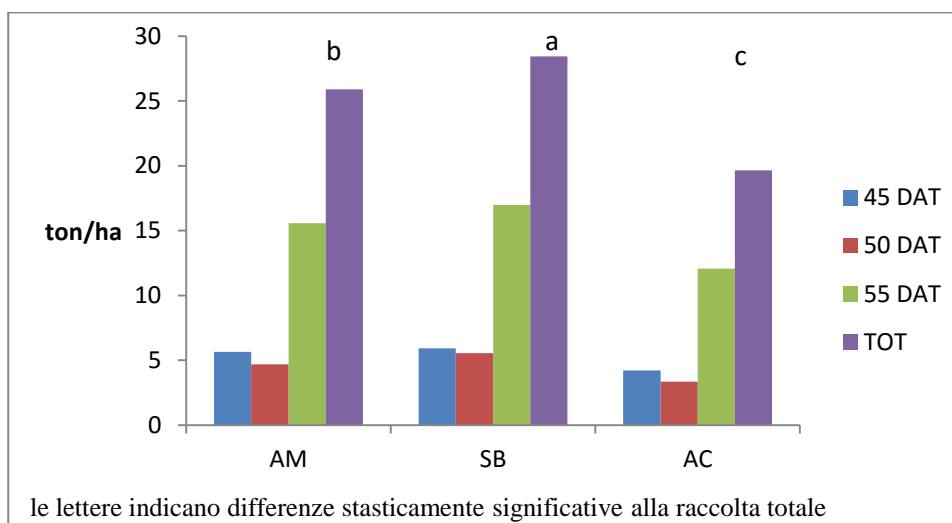 30
25
20
15
10
5
0
ton/ha
b
a
c
AM
SB
AC
45 DAT
50 DAT
55 DAT
TOT
le lettere indicano differenze stasticamente significative alla raccolta totale